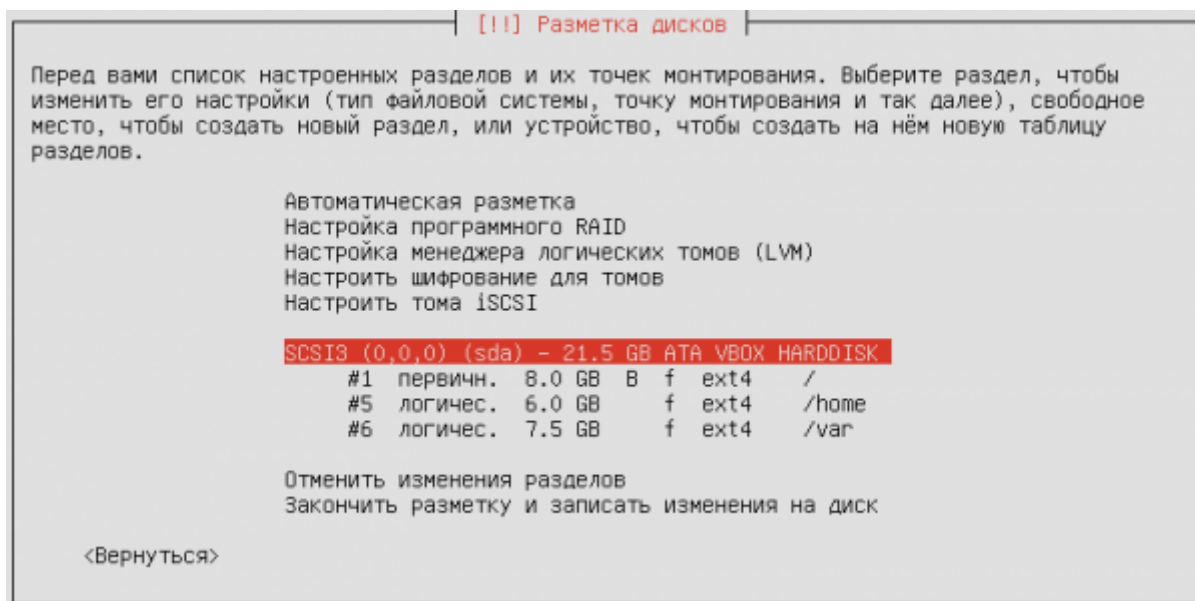 [!!] Разметка дисков
Перед вами список настроенных разделов и их точек монтирования. Выберите раздел, чтобы
изменить его настройки (тип файловой системы, точку монтирования и так далее), свободное
место, чтобы создать новый раздел, или устройство, чтобы создать на нём новую таблицу
разделов.
Автоматическая разметка
Настройка программного RAID
Настройка менеджера логических томов (LVM)
Настроить шифрование для томов
Настроить тома iSCSI
SCSI3 (0,0,0) (sda) – 21.5 GB ATA VBOX HARDDISK
#1 первичн. 8.0 GB B f ext4 /
#5 логичес. 6.0 GB f ext4 /home
#6 логичес. 7.5 GB f ext4 /var
Отменить изменения разделов
Закончить разметку и записать изменения на диск
<Вернуться>